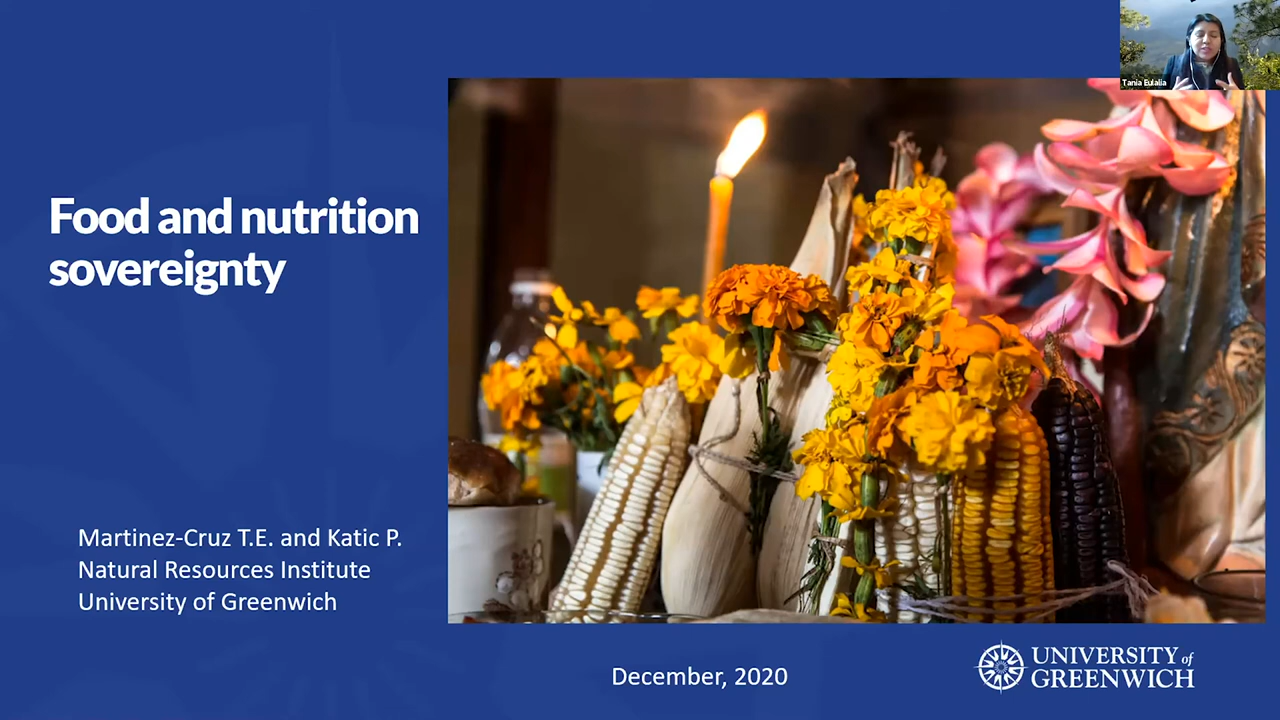 Tania Eulalia
Food and nutrition
sovereignty
Martinez-Cruz T.E. and Katic P.
Natural Resources Institute
University of Greenwich
December, 2020
UNIVERSITY of
GREENWICH